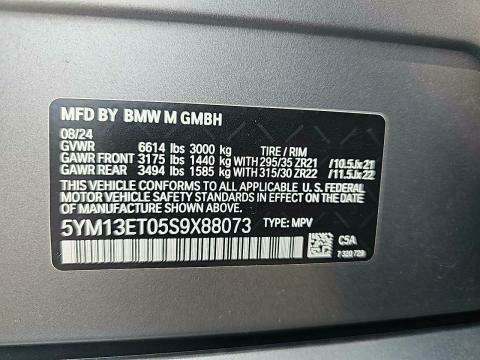 MFD BY BMW M GMBH
08/24
GVWR 6614 lbs 3000 kg TIRE / RIM
GAWR FRONT 3175 lbs 1440 kg WITH 295/35 ZR21 /10.5Jx21
GAWR REAR 3494 lbs 1585 kg WITH 315/30 ZR22 /11.5Jx22
THIS VEHICLE CONFORMS TO ALL APPLICABLE FEDERAL
MOTOR VEHICLE SAFETY STANDARDS IN EFFECT
ON THE DATE OF MANUFACTURE SHOWN ABOVE.
5YM13ET05S9X88073 TYPE: MPV
C5A
7 320 729